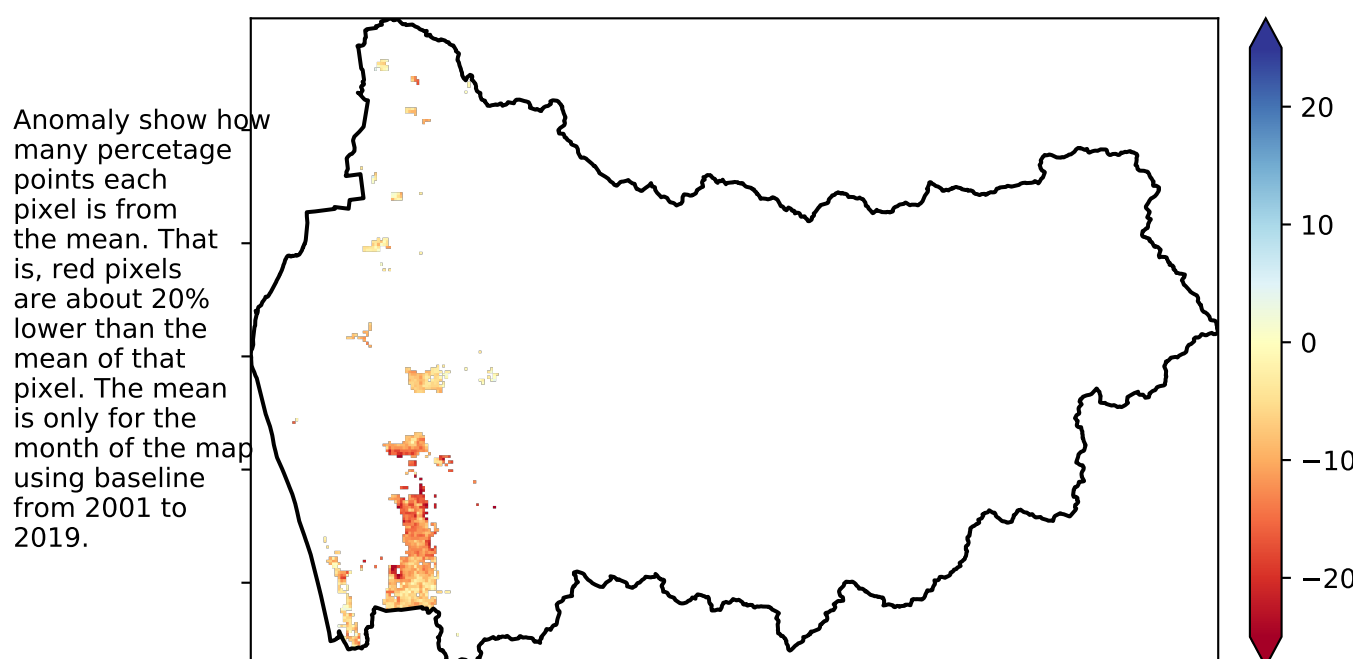 Anomaly show how
many percetage
points each
pixel is from
the mean. That
is, red pixels
are about 20%
lower than the
mean of that
pixel. The mean
is only for the
month of the map
using baseline
from 2001 to
2019.
20
10
0
−10
−20